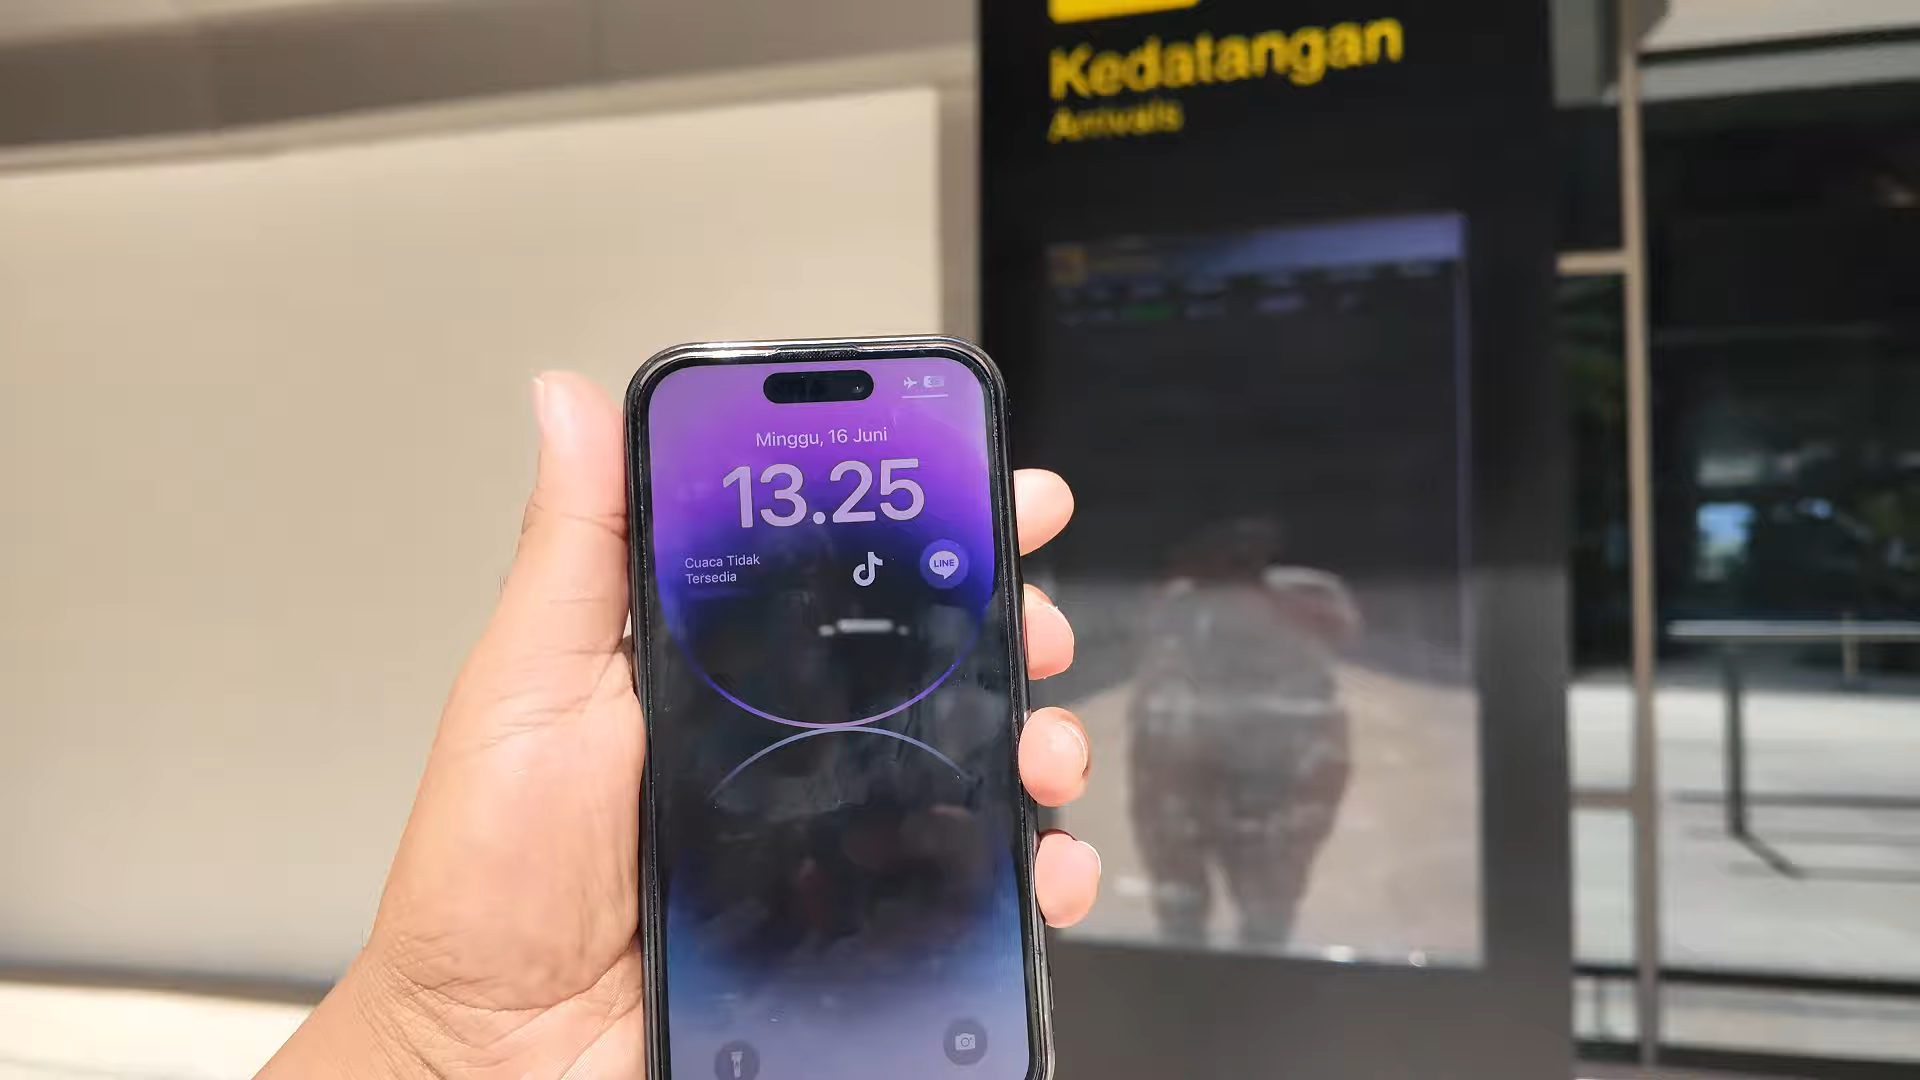 Kedatangan
Arrivals
Minggu, 16 Juni
13.25
Cuaca Tidak
Tersedia
LINE